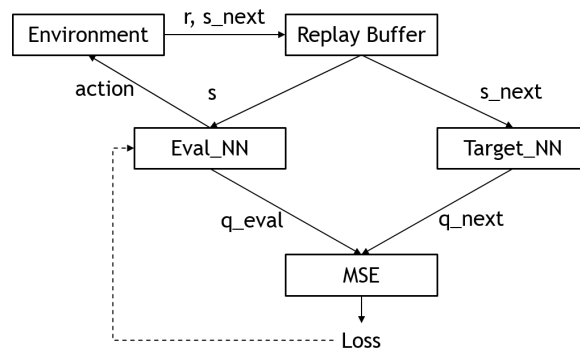 r, s_next
Environment
Replay Buffer
action
s
s_next
Eval_NN
Target_NN
q_eval
q_next
MSE
Loss